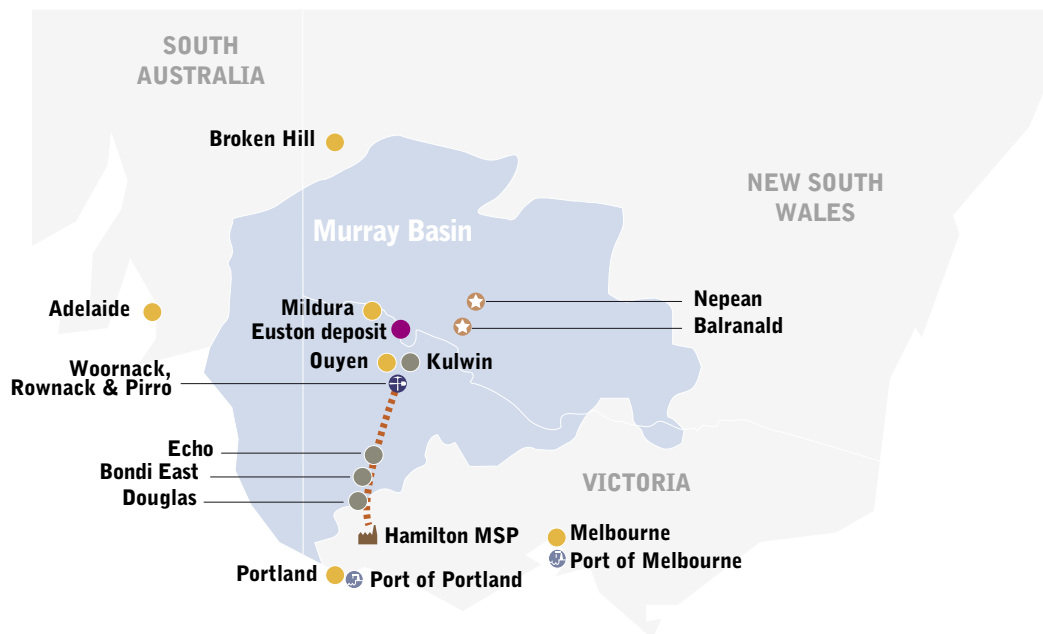 SOUTH
AUSTRALIA
Broken Hill
NEW SOUTH
WALES
Murray Basin
Adelaide
Mildura
Nepean
Euston deposit
Balranald
Ouyen
Kulwin
Woornack,
Rownack & Pirro
Echo
Bondi East
Douglas
VICTORIA
Hamilton MSP
Melbourne
Port of Melbourne
Portland
Port of Portland